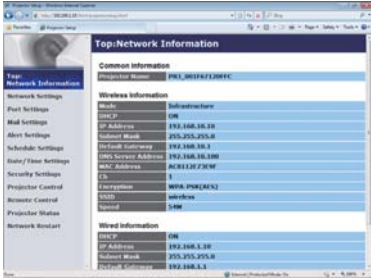 Top:Network Information
Top:
Network Information
Network Settings
Port Settings
Mail Settings
Alert Settings
Schedule Settings
Date/Time Settings
Security Settings
Projector Control
Remote Control
Projector Status
Network Restart
Common Information
Projector Name
Wireless Information
Mode Infrastructure
DHCP ON
IP Address 192.168.10.10
Subnet Mask 255.255.255.0
Default Gateway 192.168.10.1
DNS Server Address 192.168.10.100
MAC Address
Ch 1
Encryption WPA-PSK(AES)
SSID wireless
Speed 54M
Wired Information
DHCP ON
IP Address 192.168.1.10
Subnet Mask 255.255.255.0
Default Gateway 192.168.1.1